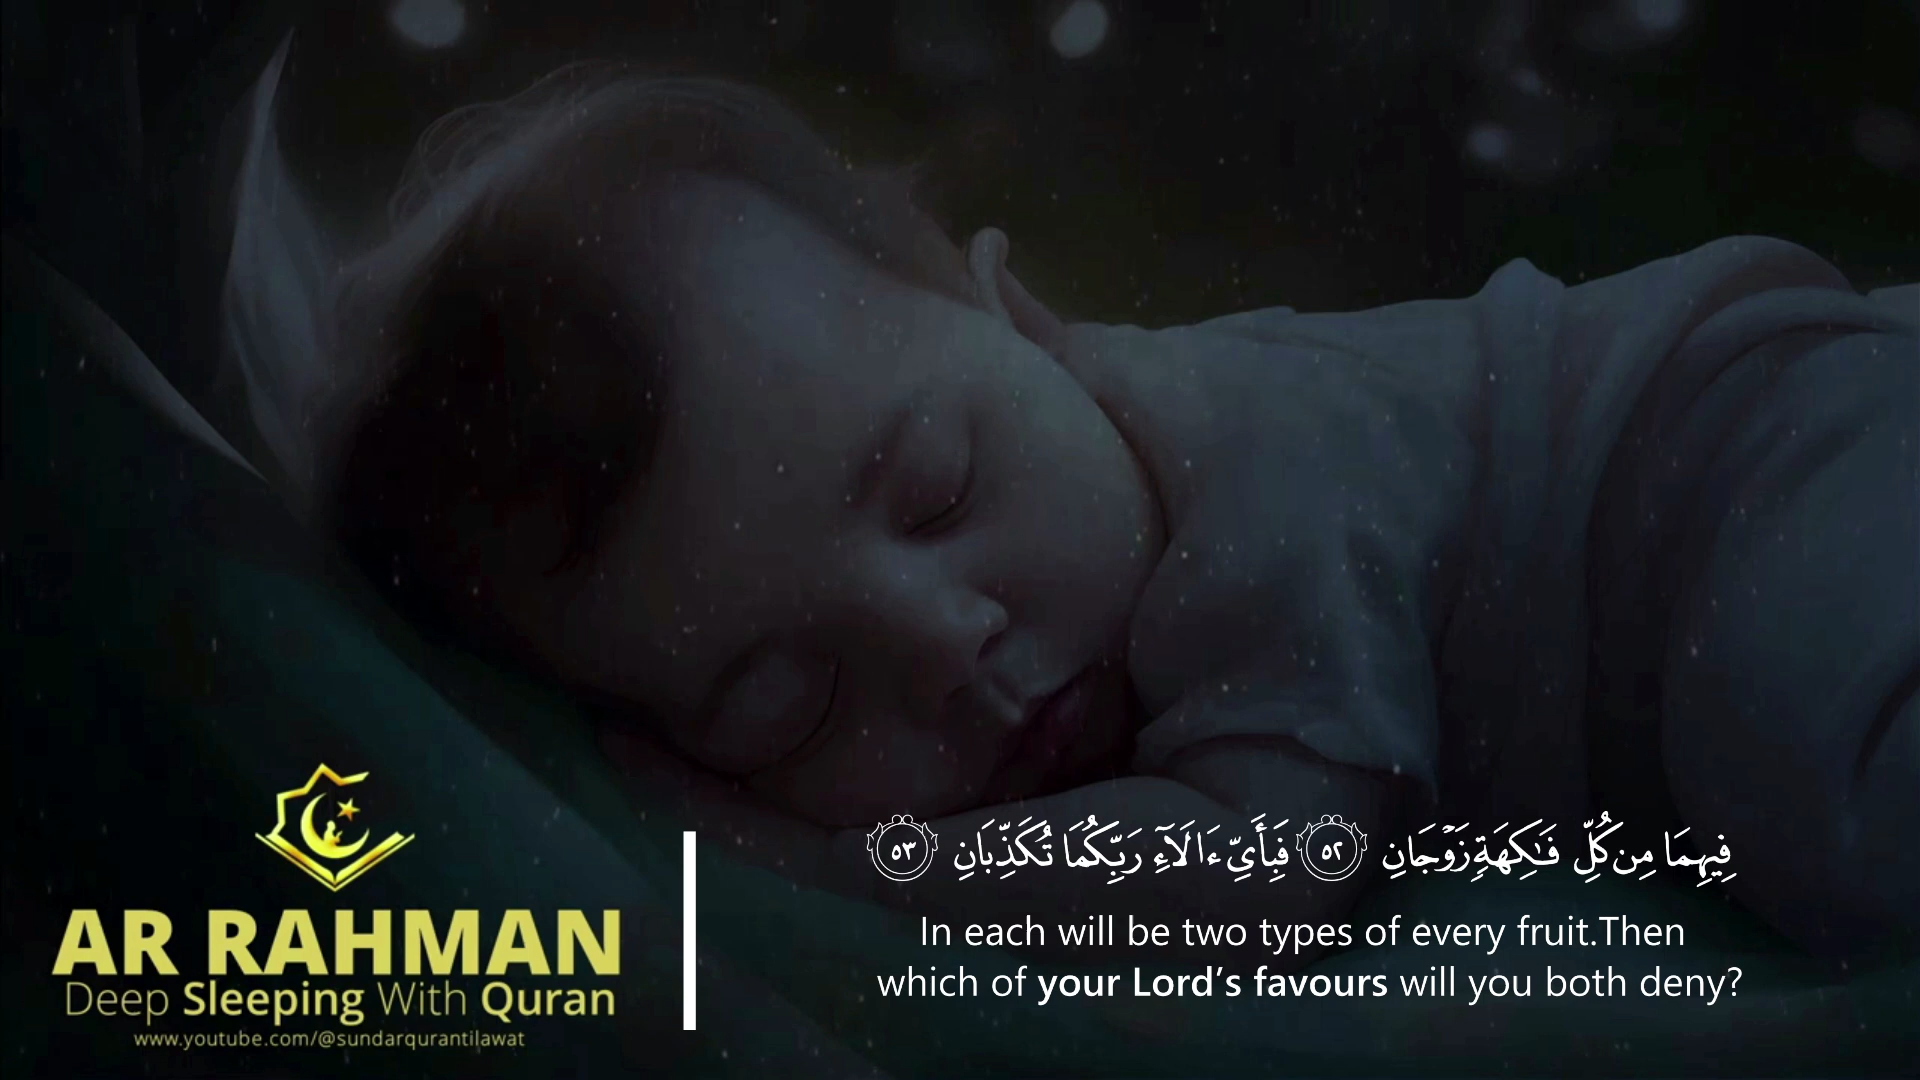 AR RAHMAN
Deep Sleeping With Quran
www.youtube.com/@sundarqurantilawat
فِيهِمَا مِن كُلِّ فَـٰكِهَةٍ زَوْجَانِ ٥٢ فَبِأَىِّ ءَالَآءِ رَبِّكُمَا تُكَذِّبَانِ ٥٣
In each will be two types of every fruit.Then
which of your Lord’s favours will you both deny?